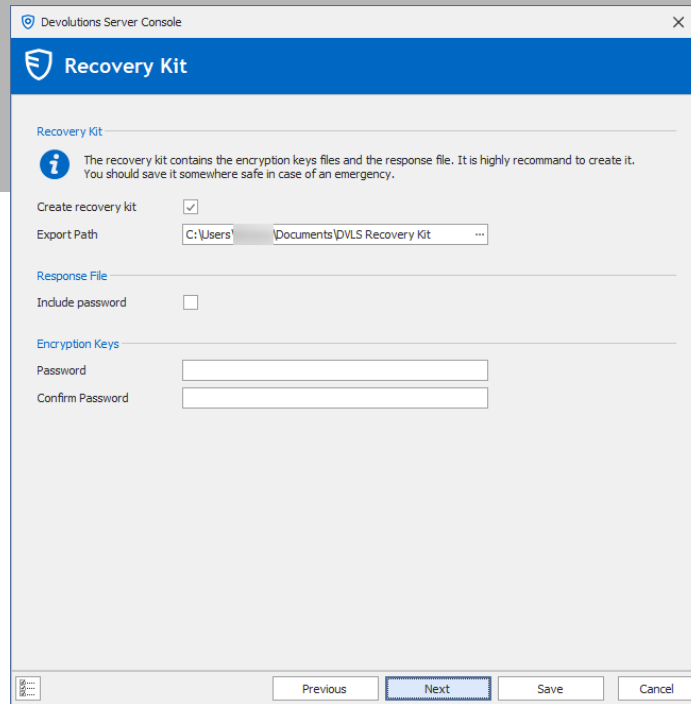 Devolutions Server Console
Recovery Kit
Recovery Kit
The recovery kit contains the encryption keys files and the response file. It is highly recommand to create it.
You should save it somewhere safe in case of an emergency.
Create recovery kit
Export Path C:\Users\ \Documents\DVLS Recovery Kit ...
Response File
Include password
Encryption Keys
Password
Confirm Password
Previous Next Save Cancel